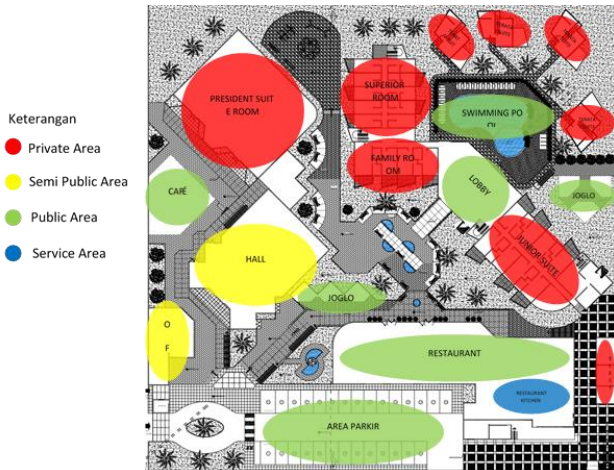 Keterangan
Private Area
Semi Public Area
Public Area
Service Area
PRESIDENT SUIT
E ROOM
SUPERIOR
ROOM
SWIMMING PO
OL
FAMILY RO
OM
LOBBY
CAFÉ
JOGLO
JUNIOR SUITE
HALL
JOGLO
O
F
RESTAURANT
RESTAURANT
KITCHEN
AREA PARKIR